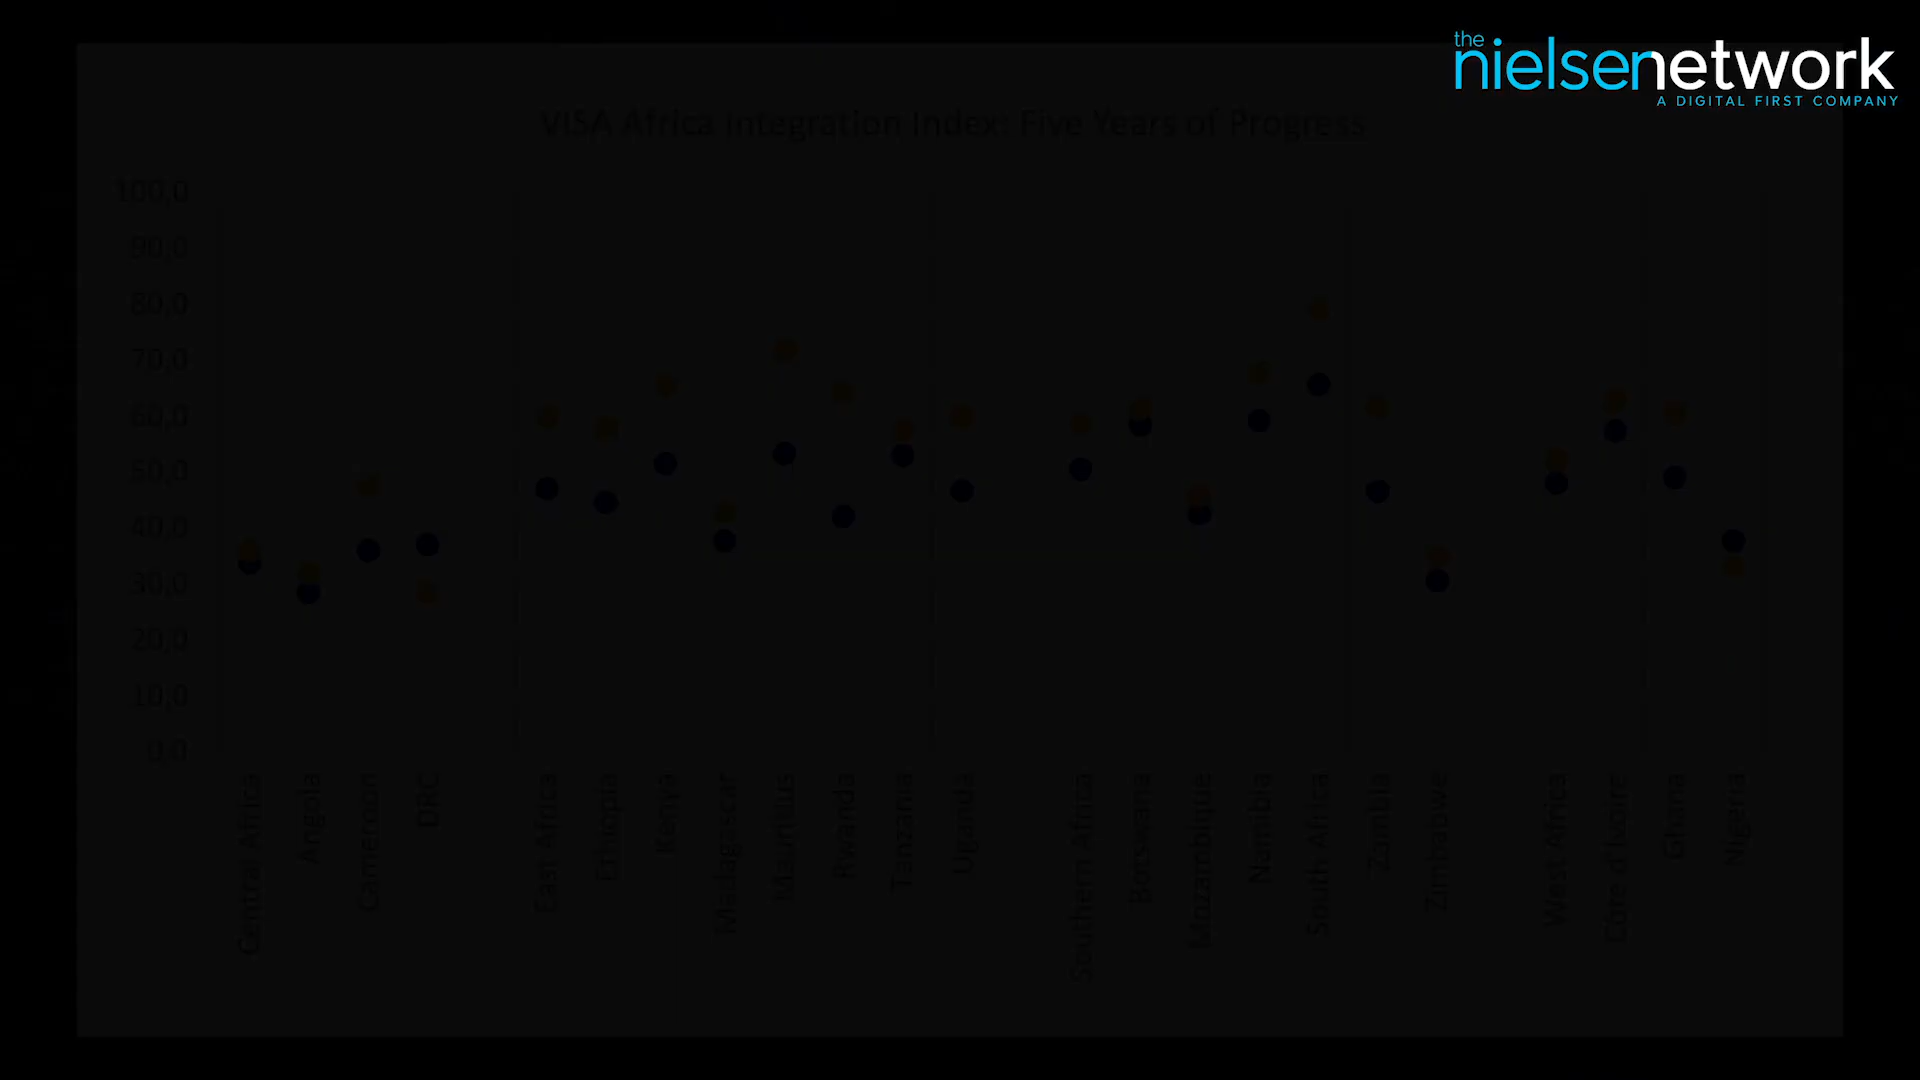 the
nielsenetwork
A DIGITAL FIRST COMPANY
VISA Africa Integration Index: Five Years of Progress
100,0
90,0
80,0
70,0
60,0
50,0
40,0
30,0
20,0
10,0
0,0
Central Africa
Angola
Cameroon
DRC
East Africa
Ethiopia
Kenya
Madagascar
Mauritius
Rwanda
Tanzania
Uganda
Southern Africa
Botswana
Mozambique
Namibia
South Africa
Zambia
Zimbabwe
West Africa
Côte d'Ivoire
Ghana
Nigeria